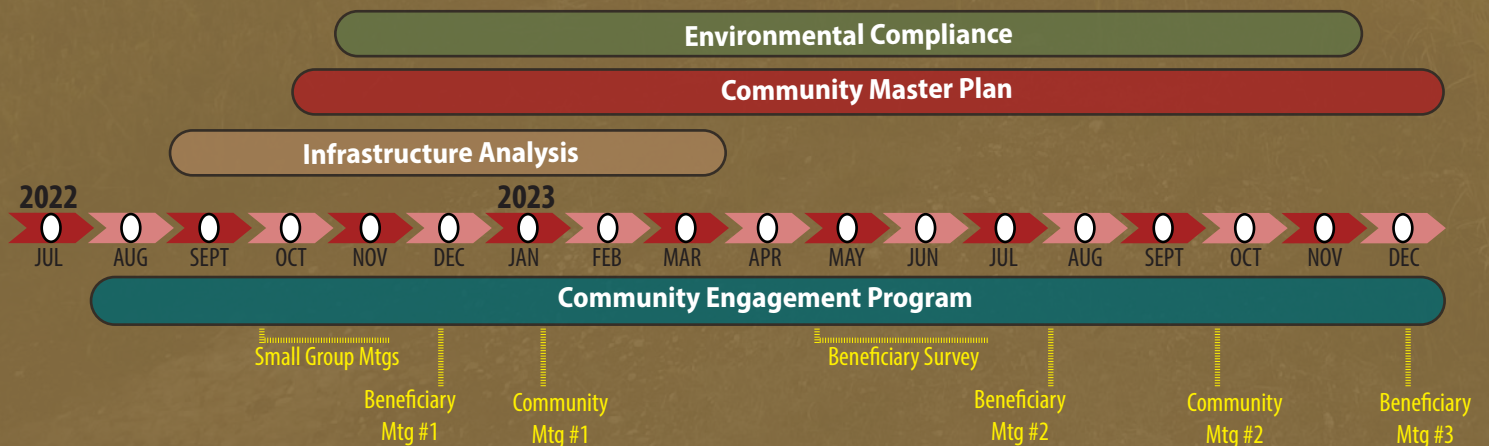 Environmental Compliance
Community Master Plan
Infrastructure Analysis
2022 2023
JUL AUG SEPT OCT NOV DEC JAN FEB MAR APR MAY JUN JUL AUG SEPT OCT NOV DEC
Community Engagement Program
Small Group Mtgs
Beneficiary Survey
Beneficiary
Mtg #1
Community
Mtg #1
Beneficiary
Mtg #2
Community
Mtg #2
Beneficiary
Mtg #3